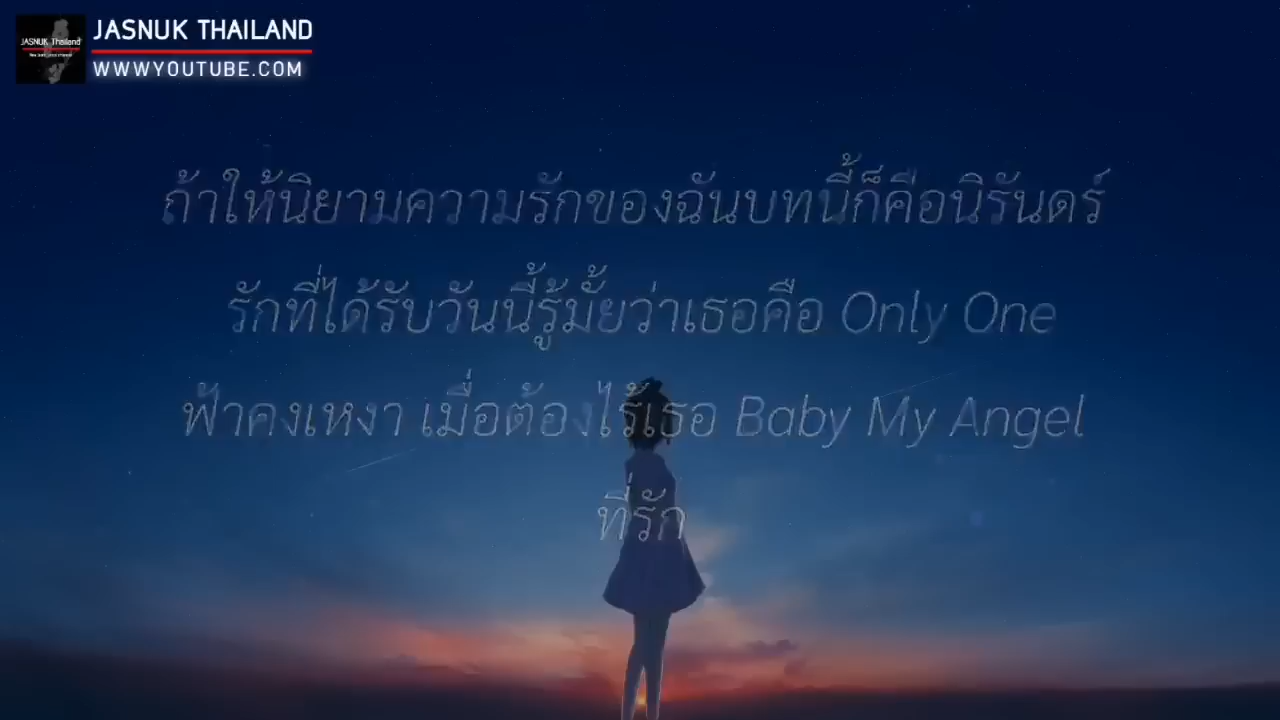 JASNUK THAILAND
WWWYOUTUBE.COM
JASNUK Thailand
ถ้าให้นิยามความรักของฉันบทนี้ก็คือนิรันดร์
รักที่ได้รับวันนี้รู้มั้ยว่าเธอคือ Only One
ฟ้าคงเหงา เมื่อต้องไร้เธอ Baby My Angel
ที่รัก